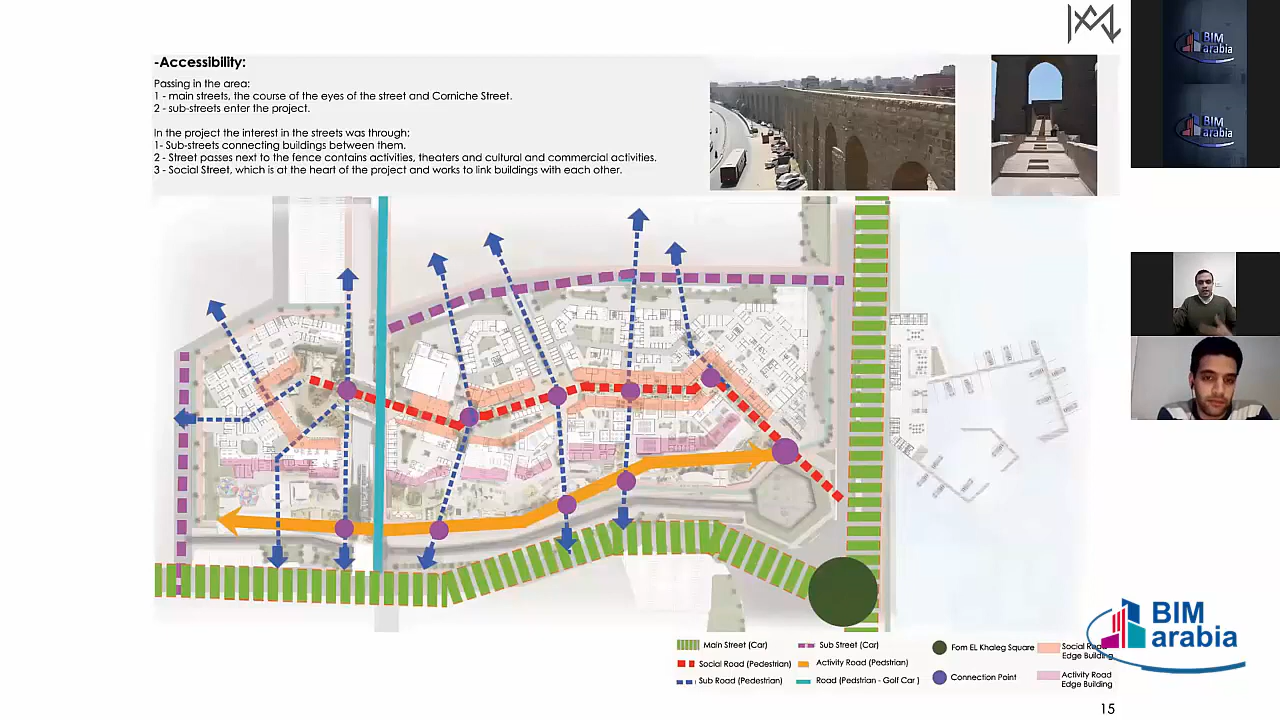 -Accessibility:
Passing in the area:
1 - main streets, the course of the eyes of the street and Corniche Street.
2 - sub-streets enter the project.
In the project the interest in the streets was through:
1- Sub-streets connecting buildings between them.
2 - Street passes next to the fence contains activities, theaters and cultural and commercial activities.
3 - Social Street, which is at the heart of the project and works to link buildings with each other.
BIM
arabia
BIM
arabia
Main Street (Car)
Sub Street (Car)
Fom EL Khaleg Square
Social Road
Edge Building
Social Road (Pedestrian)
Activity Road (Pedstrian)
Sub Road (Pedestrian)
Road (Pedstrian - Golf Car )
Connection Point
Activity Road
Edge Building
BIM
arabia
15